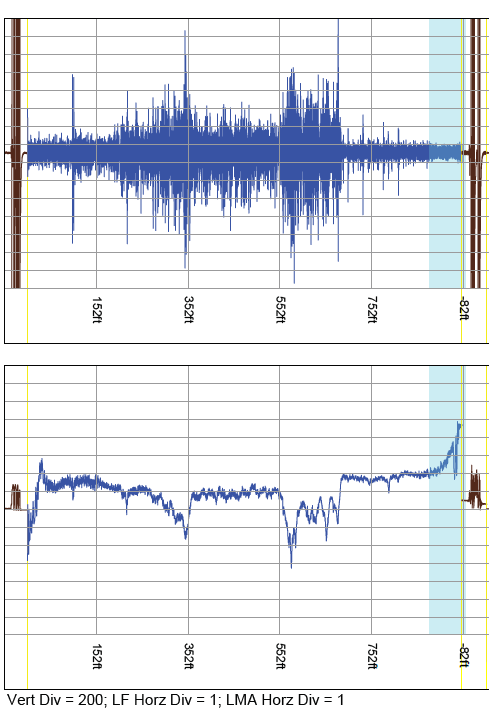 152ft 352ft 552ft 752ft -82ft
152ft 352ft 552ft 752ft -82ft
Vert Div = 200; LF Horz Div = 1; LMA Horz Div = 1